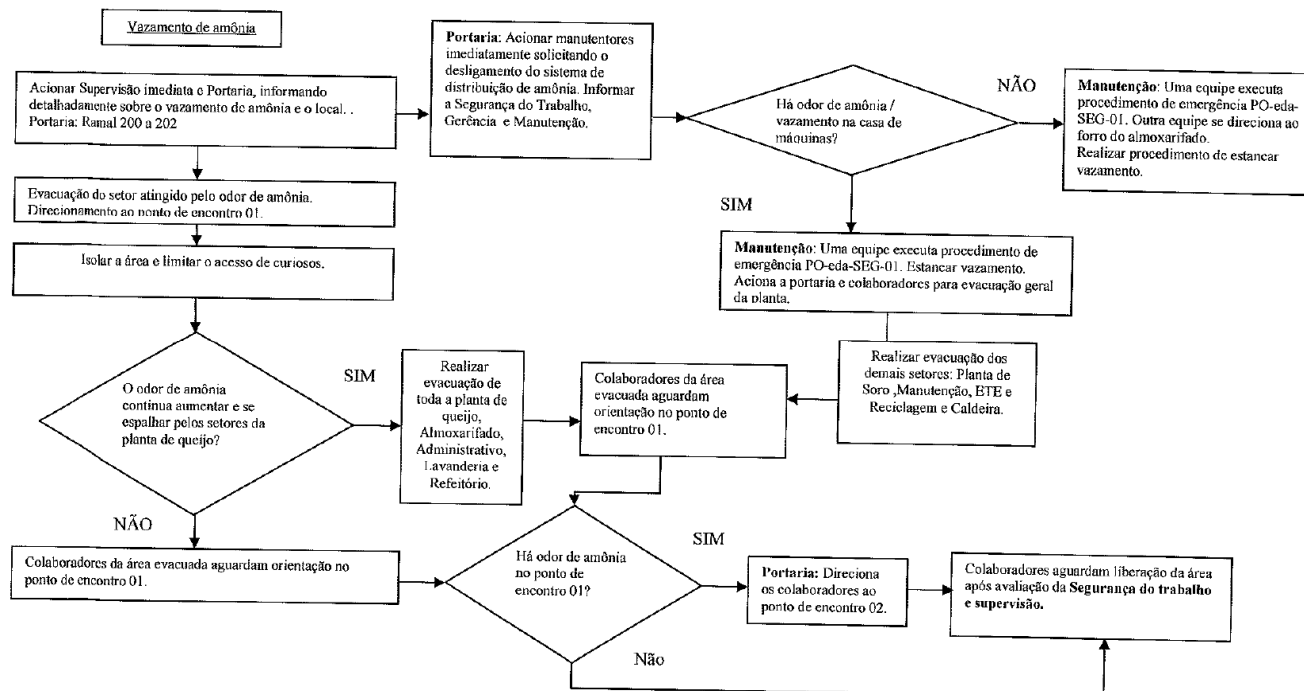 Vazamento de amônia
Acionar Supervisão imediata e Portaria, informando
detalhadamente sobre o vazamento de amônia e o local. .
Portaria: Ramal 200 a 202
Portaria: Acionar manutentores
imediatamente solicitando o
desligamento do sistema de
distribuição de amônia. Informar
a Segurança do Trabalho,
Gerência e Manutenção.
Há odor de amônia /
vazamento na casa de
máquinas?
NÃO
Manutenção: Uma equipe executa
procedimento de emergência PO-eda-
SEG-01. Outra equipe se direciona ao
forro do almoxarifado.
Realizar procedimento de estancar
vazamento.
SIM
Manutenção: Uma equipe executa procedimento de
emergência PO-eda-SEG-01. Estancar vazamento.
Aciona a portaria e colaboradores para evacuação geral
da planta.
Realizar evacuação dos
demais setores: Planta de
Soro ,Manutenção, ETE e
Reciclagem e Caldeira.
Evacuação do setor atingido pelo odor de amônia.
Direcionamento ao ponto de encontro 01.
Isolar a área e limitar o acesso de curiosos.
O odor de amônia
continua aumentar e se
espalhar pelos setores da
planta de queijo?
SIM
Realizar
evacuação de
toda a planta de
queijo,
Almoxarifado,
Administrativo,
Lavanderia e
Refeitório.
Colaboradores da área
evacuada aguardam
orientação no ponto de
encontro 01.
NÃO
Colaboradores da área evacuada aguardam orientação no
ponto de encontro 01.
Há odor de amônia
no ponto de
encontro 01?
SIM
Portaria: Direciona
os colaboradores ao
ponto de encontro 02.
Colaboradores aguardam liberação da área
após avaliação da Segurança do trabalho
e supervisão.
Não